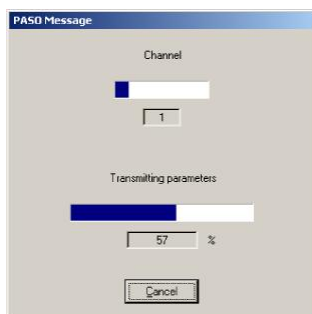 PASO Message
Channel
1
Transmitting parameters
57 %
Cancel